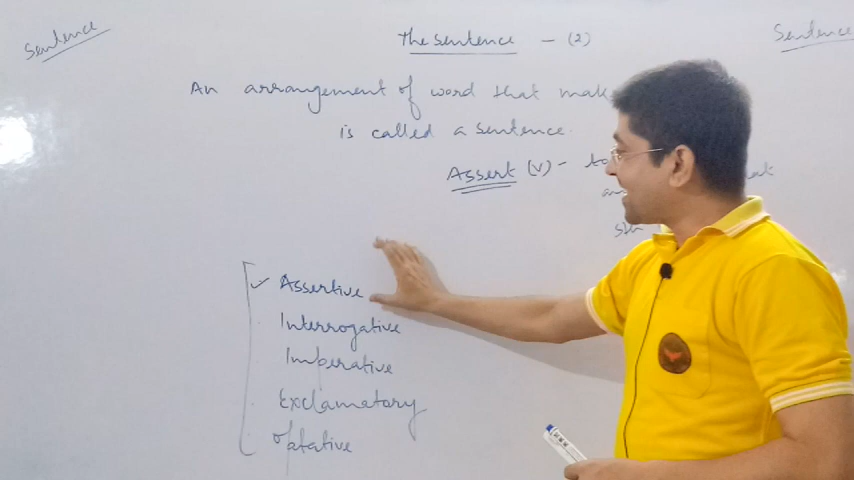 Sentence
The Sentence - (2)
Sentence
An arrangement of word that mak
is called a sentence.
Assert (V) - to
✓ Assertive
Interrogative
Imperative
Exclamatory
Optative